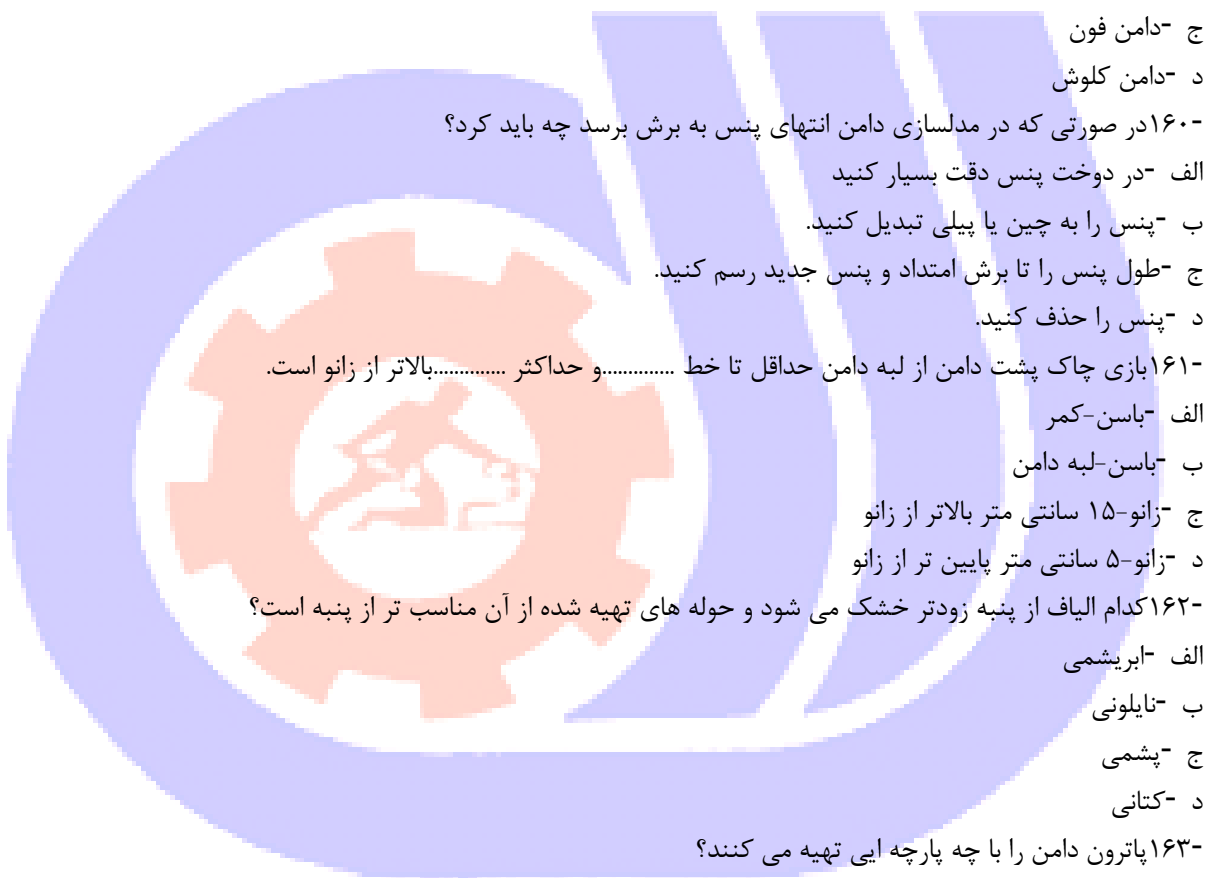 ج -دامن فون
د -دامن کلوش
۱۶۰-در صورتی که در مدلسازی دامن انتهای پنس به برش برسد چه باید کرد؟
الف -در دوخت پنس دقت بسیار کنید
ب -پنس را به چین یا پیلی تبدیل کنید.
ج -طول پنس را تا برش امتداد و پنس جدید رسم کنید.
د -پنس را حذف کنید.
۱۶۱-بازی چاک پشت دامن از لبه دامن حداقل تا خط ..............و حداکثر ..............بالاتر از زانو است.
الف -باسن-کمر
ب -باسن-لبه دامن
ج -زانو-۱۵ سانتی متر بالاتر از زانو
د -زانو-۵ سانتی متر پایین تر از زانو
۱۶۲-کدام الیاف از پنبه زودتر خشک می شود و حوله های تهیه شده از آن مناسب تر از پنبه است؟
الف -ابریشمی
ب -نایلونی
ج -پشمی
د -کتانی
۱۶۳-پاترون دامن را با چه پارچه ایی تهیه می کنند؟